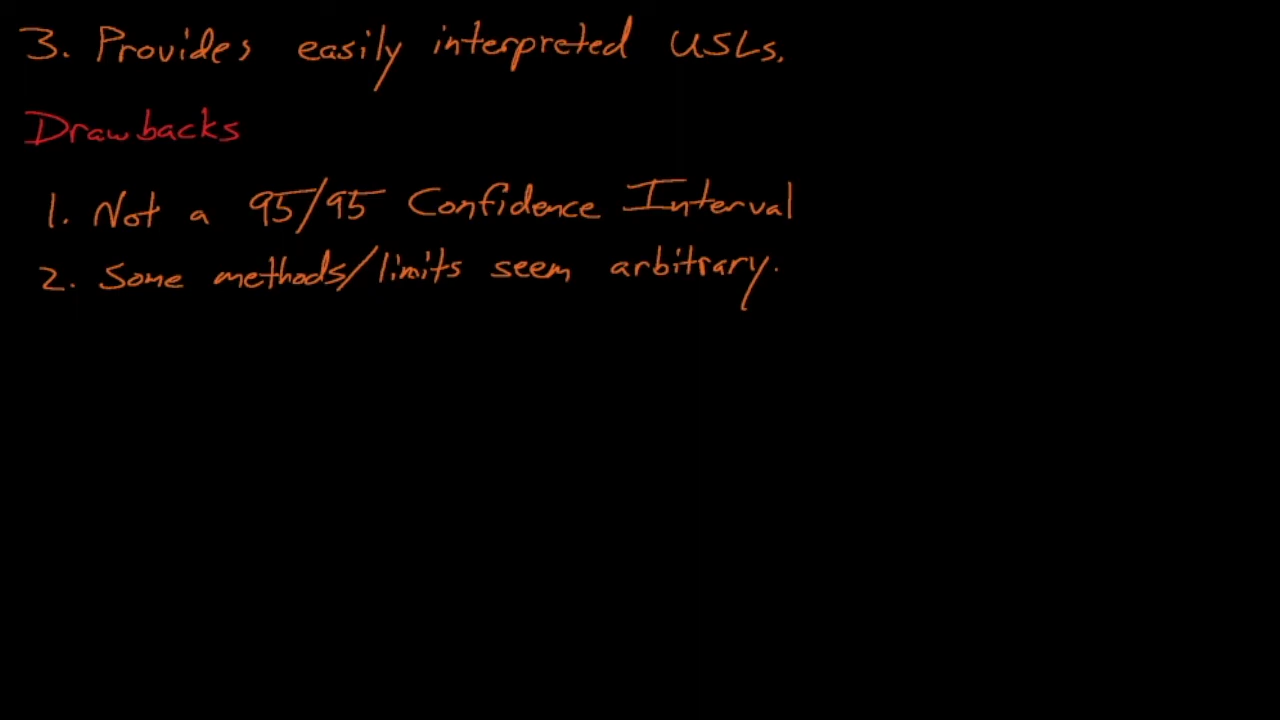 3. Provides easily interpreted USLs.
Drawbacks
1. Not a 95/95 Confidence Interval
2. Some methods/limits seem arbitrary.